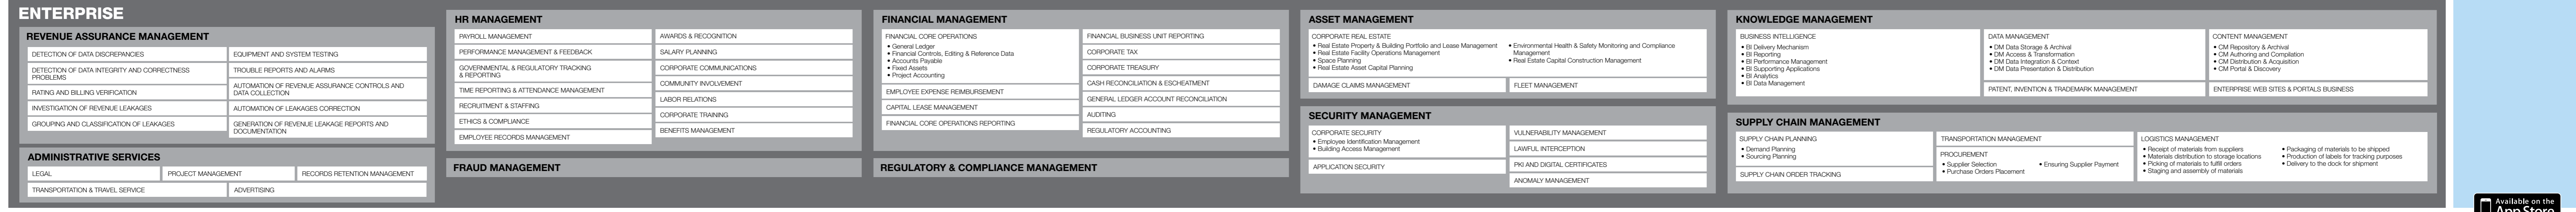 ENTERPRISE
REVENUE ASSURANCE MANAGEMENT
DETECTION OF DATA DISCREPANCIES
DETECTION OF DATA INTEGRITY AND CORRECTNESS
PROBLEMS
RATING AND BILLING VERIFICATION
INVESTIGATION OF REVENUE LEAKAGES
GROUPING AND CLASSIFICATION OF LEAKAGES
EQUIPMENT AND SYSTEM TESTING
TROUBLE REPORTS AND ALARMS
AUTOMATION OF REVENUE ASSURANCE CONTROLS AND
DATA COLLECTION
AUTOMATION OF LEAKAGES CORRECTION
GENERATION OF REVENUE LEAKAGE REPORTS AND
DOCUMENTATION
ADMINISTRATIVE SERVICES
LEGAL
PROJECT MANAGEMENT
RECORDS RETENTION MANAGEMENT
TRANSPORTATION & TRAVEL SERVICE
ADVERTISING
HR MANAGEMENT
PAYROLL MANAGEMENT
PERFORMANCE MANAGEMENT & FEEDBACK
GOVERNMENTAL & REGULATORY TRACKING
& REPORTING
TIME REPORTING & ATTENDANCE MANAGEMENT
RECRUITMENT & STAFFING
ETHICS & COMPLIANCE
EMPLOYEE RECORDS MANAGEMENT
AWARDS & RECOGNITION
SALARY PLANNING
CORPORATE COMMUNICATIONS
COMMUNITY INVOLVEMENT
LABOR RELATIONS
CORPORATE TRAINING
BENEFITS MANAGEMENT
FRAUD MANAGEMENT
FINANCIAL MANAGEMENT
FINANCIAL CORE OPERATIONS
• General Ledger
• Financial Controls, Editing & Reference Data
• Accounts Payable
• Fixed Assets
• Project Accounting
EMPLOYEE EXPENSE REIMBURSEMENT
CAPITAL LEASE MANAGEMENT
FINANCIAL CORE OPERATIONS REPORTING
FINANCIAL BUSINESS UNIT REPORTING
CORPORATE TAX
CORPORATE TREASURY
CASH RECONCILIATION & ESCHEATMENT
GENERAL LEDGER ACCOUNT RECONCILIATION
AUDITING
REGULATORY ACCOUNTING
REGULATORY & COMPLIANCE MANAGEMENT
ASSET MANAGEMENT
CORPORATE REAL ESTATE
• Real Estate Property & Building Portfolio and Lease Management
• Real Estate Facility Operations Management
• Space Planning
• Real Estate Asset Capital Planning
• Environmental Health & Safety Monitoring and Compliance
Management
• Real Estate Capital Construction Management
DAMAGE CLAIMS MANAGEMENT
FLEET MANAGEMENT
SECURITY MANAGEMENT
CORPORATE SECURITY
• Employee Identification Management
• Building Access Management
APPLICATION SECURITY
VULNERABILITY MANAGEMENT
LAWFUL INTERCEPTION
PKI AND DIGITAL CERTIFICATES
ANOMALY MANAGEMENT
KNOWLEDGE MANAGEMENT
BUSINESS INTELLIGENCE
• BI Delivery Mechanism
• BI Reporting
• BI Performance Management
• BI Supporting Applications
• BI Analytics
• BI Data Management
DATA MANAGEMENT
• DM Data Storage & Archival
• DM Access & Transformation
• DM Data Integration & Context
• DM Data Presentation & Distribution
PATENT, INVENTION & TRADEMARK MANAGEMENT
CONTENT MANAGEMENT
• CM Repository & Archival
• CM Authoring and Compilation
• CM Distribution & Acquisition
• CM Portal & Discovery
ENTERPRISE WEB SITES & PORTALS BUSINESS
SUPPLY CHAIN MANAGEMENT
SUPPLY CHAIN PLANNING
• Demand Planning
• Sourcing Planning
SUPPLY CHAIN ORDER TRACKING
TRANSPORTATION MANAGEMENT
PROCUREMENT
• Supplier Selection
• Purchase Orders Placement
• Ensuring Supplier Payment
LOGISTICS MANAGEMENT
• Receipt of materials from suppliers
• Materials distribution to storage locations
• Picking of materials to fulfill orders
• Staging and assembly of materials
• Packaging of materials to be shipped
• Production of labels for tracking purposes
• Delivery to the dock for shipment
Available on the
App Store